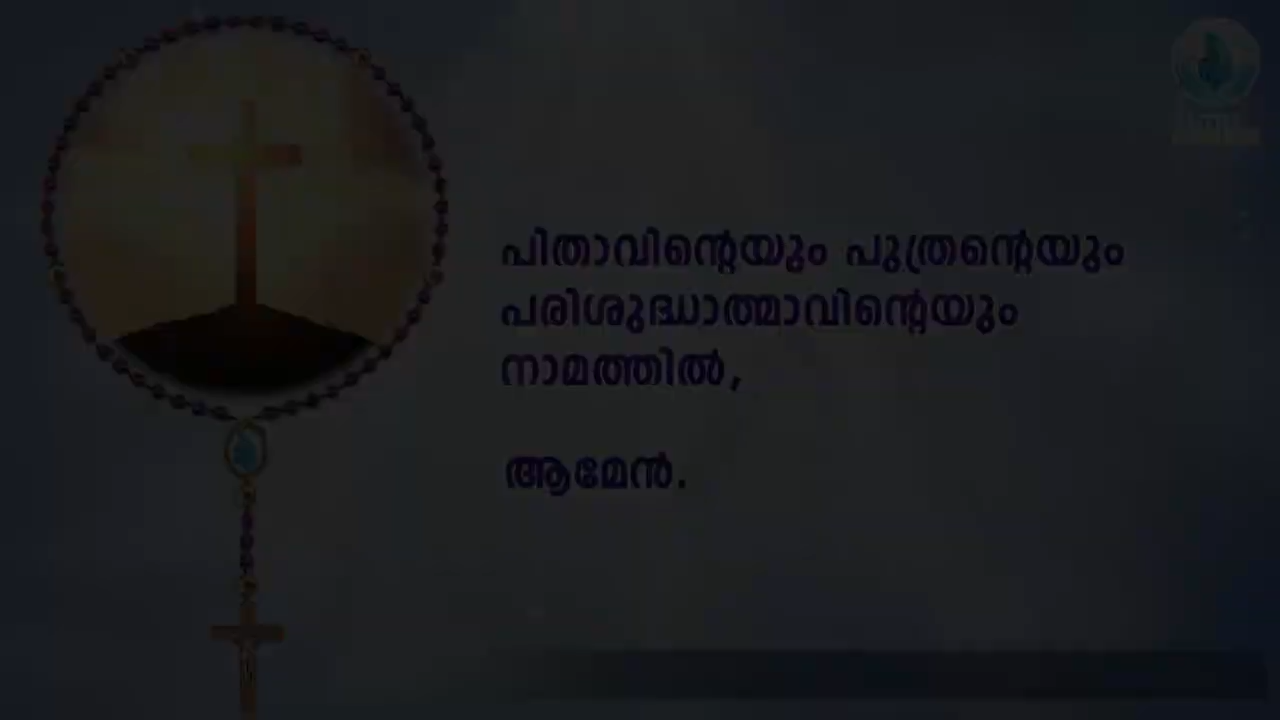 പിതാവിന്റെയും പുത്രന്റെയും
പരിശുദ്ധാത്മാവിന്റെയും
നാമത്തിൽ,
ആമേൻ.